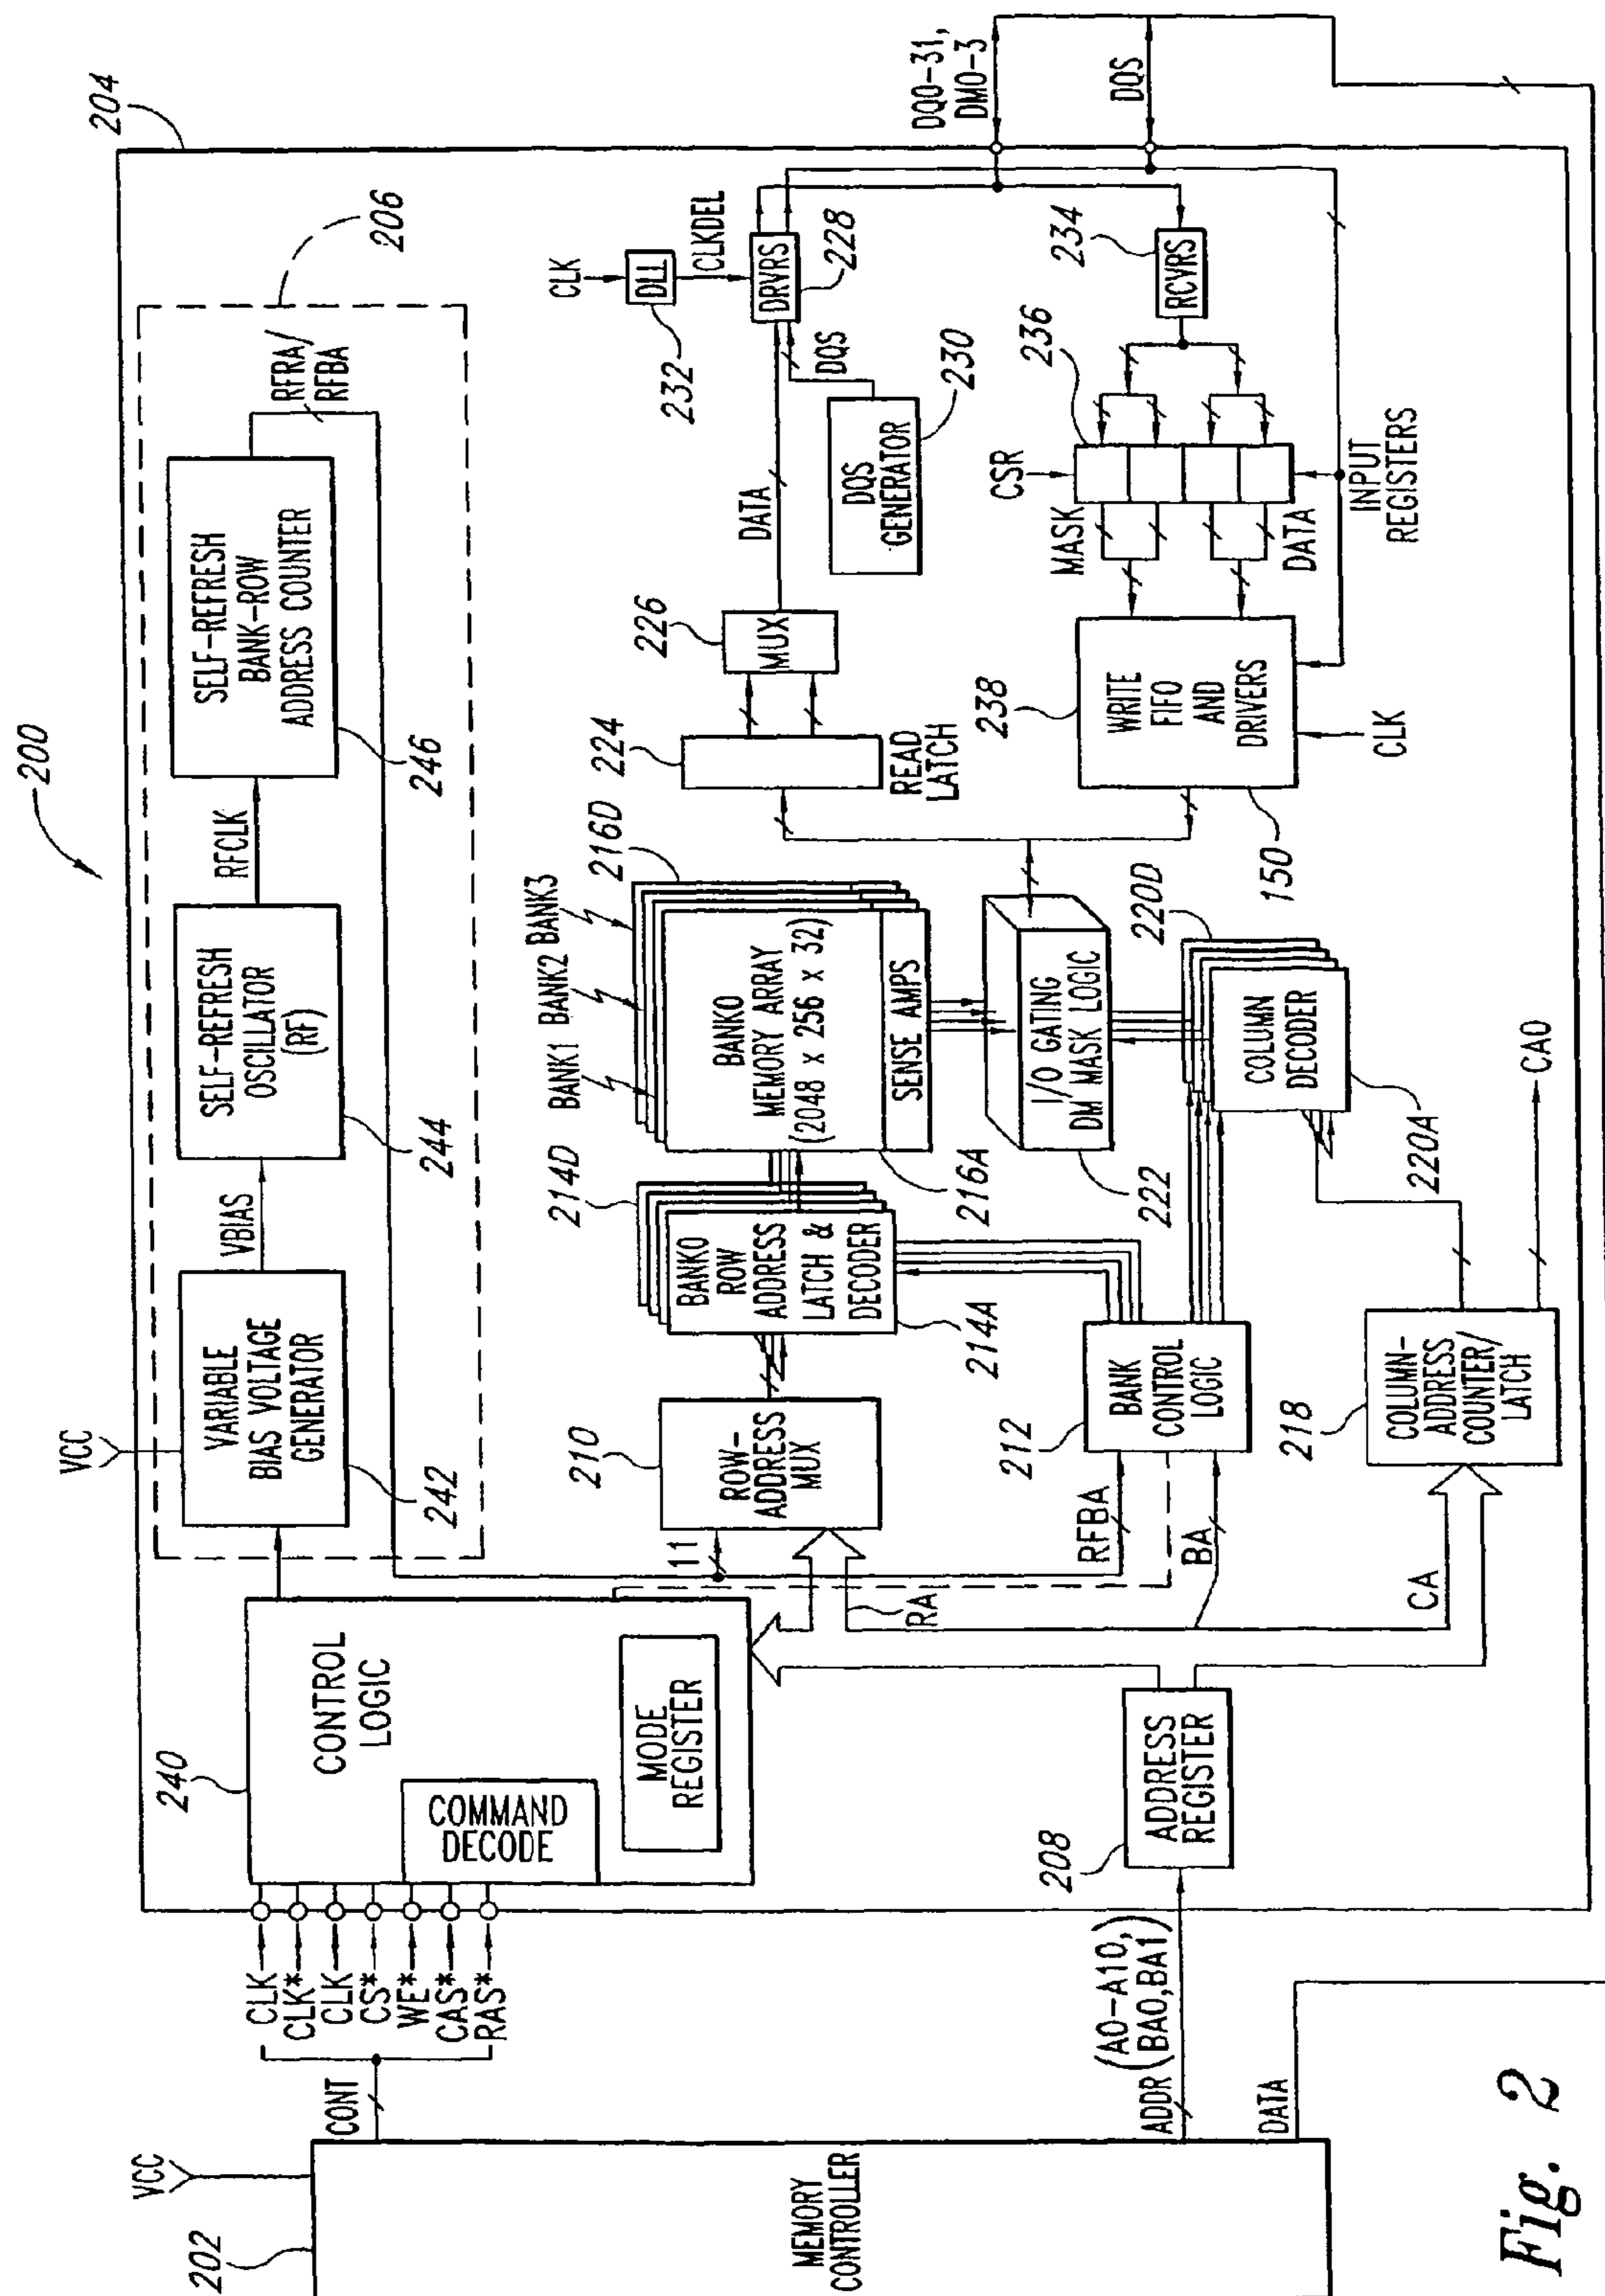 200
204
206
VCC
VARIABLE
BIAS VOLTAGE
GENERATOR
242
VBIAS
SELF-REFRESH
OSCILLATOR
(RF)
244
RFCLK
SELF-REFRESH
BANK-ROW
ADDRESS COUNTER
246
RFRA/
RFBA
VCC
202
MEMORY
CONTROLLER
CONT
CLK
CLK*
CLK
CS*
WE*
CAS*
RAS*
240
CONTROL
LOGIC
COMMAND
DECODE
MODE
REGISTER
11
210
ROW-
ADDRESS
MUX
RA
214D
BANK0
ROW
ADDRESS
LATCH &
DECODER
214A
BANK1
BANK2
BANK3
216D
BANK0
MEMORY ARRAY
(2048 x 256 x 32)
SENSE AMPS
216A
224
READ
LATCH
226
MUX
DATA
CLK
DLL
232
CLKDEL
DRVRS
228
DQS
DQS
GENERATOR
230
DQ0-31,
DM0-3
DQS
234
RCVRS
236
CSR
MASK
DATA
INPUT
REGISTERS
238
WRITE
FIFO
AND
DRIVERS
CLK
150
I/O GATING
DM MASK LOGIC
222
220D
COLUMN
DECODER
220A
RFBA
BA
212
BANK
CONTROL
LOGIC
218
COLUMN-
ADDRESS
COUNTER/
LATCH
CA
CA0
208
ADDRESS
REGISTER
ADDR
(A0-A10,
BA0,BA1)
DATA
Fig. 2